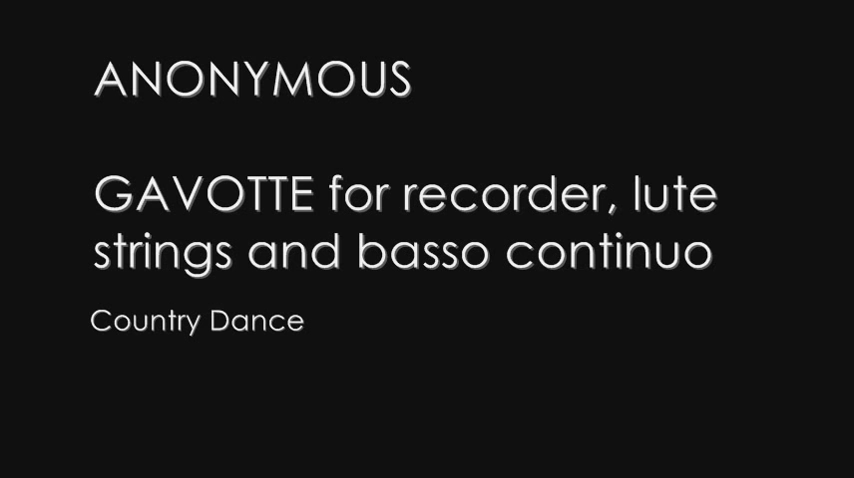 ANONYMOUS
GAVOTTE for recorder, lute
strings and basso continuo
Country Dance